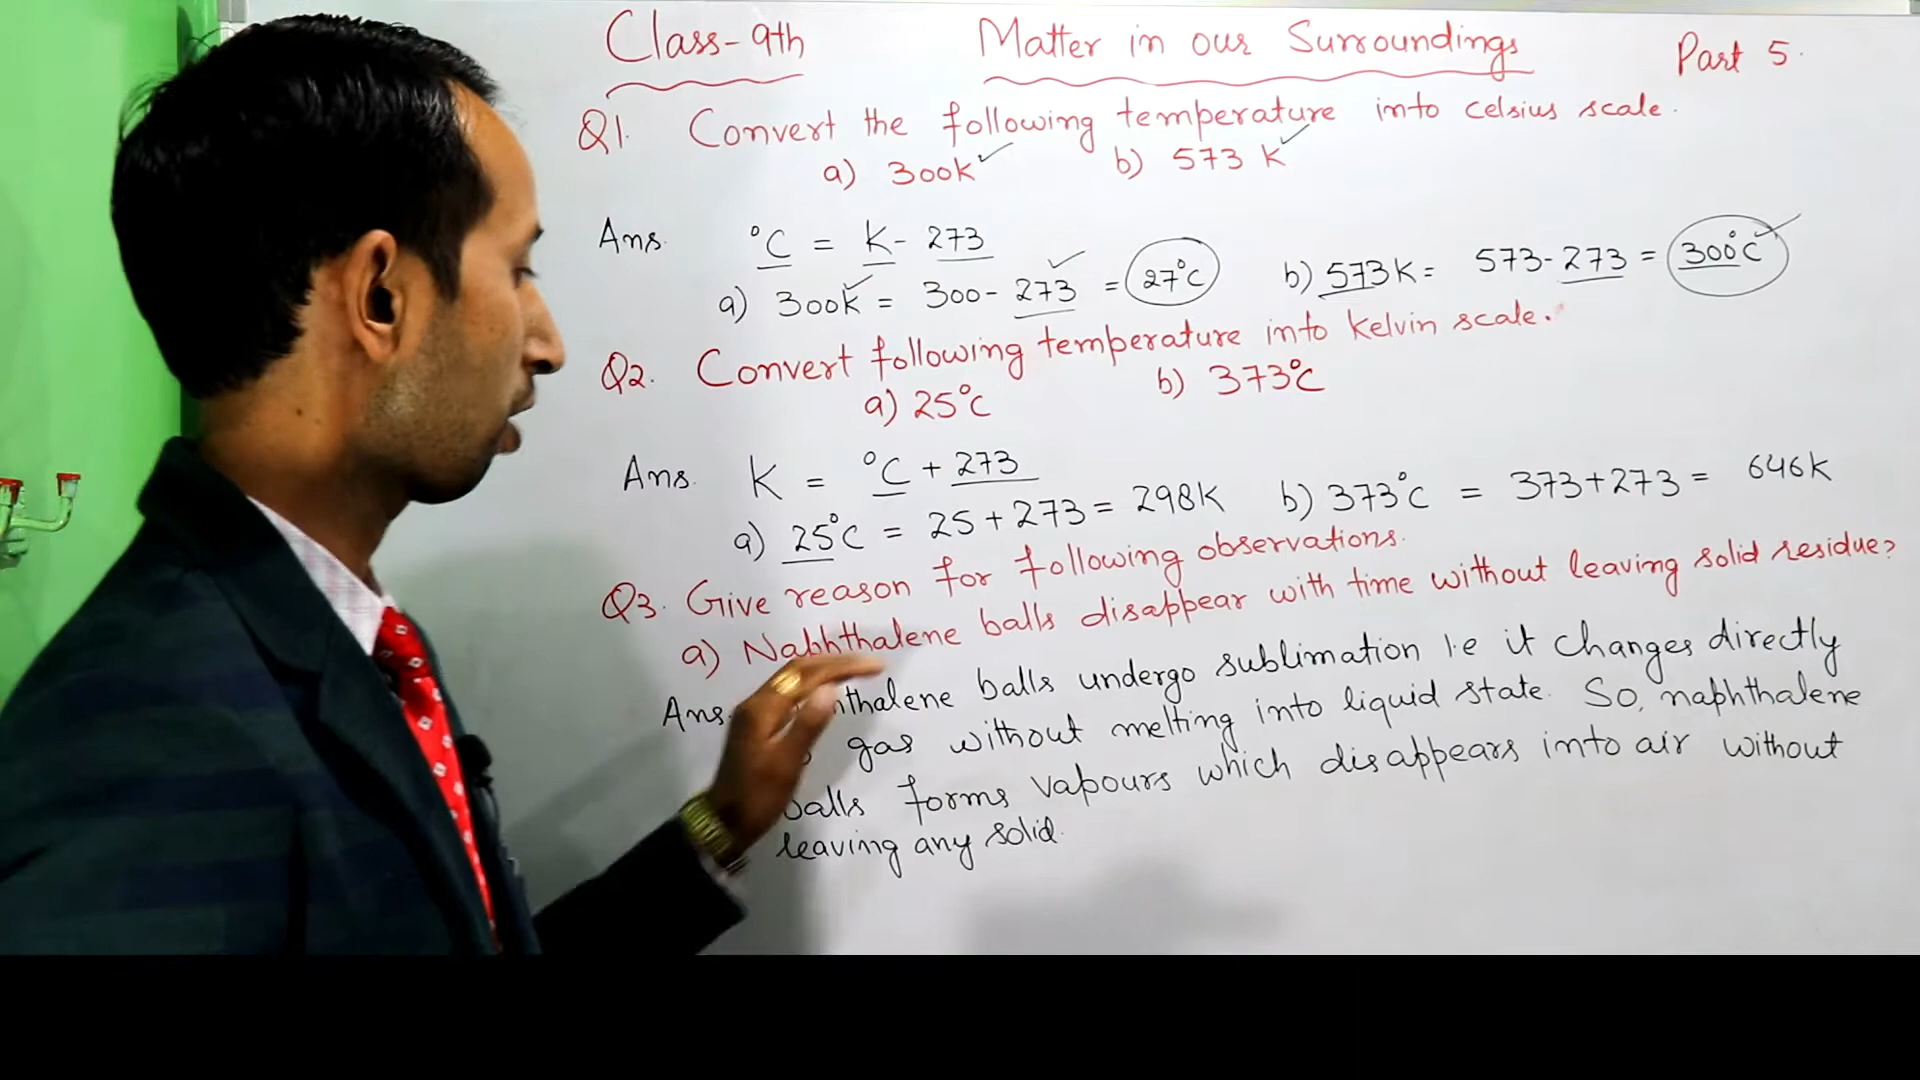 Class-9th Matter in our Surroundings Part 5.
Q1. Convert the following temperature into celsius scale.
a) 300K b) 573 K
Ans. °C = K- 273
a) 300K = 300- 273 = 27°C b) 573K = 573-273 = 300°C
Q2. Convert following temperature into Kelvin scale.
a) 25°C b) 373°C
Ans. K = °C + 273
a) 25°C = 25+273 = 298K b) 373°C = 373+273 = 646K
Q3. Give reason for following observations.
a) Naphthalene balls disappear with time without leaving solid residue?
Ans. balls undergo sublimation i.e it changes directly
gas without melting into liquid state. So, naphthalene
balls forms vapours which disappears into air without
leaving any solid.